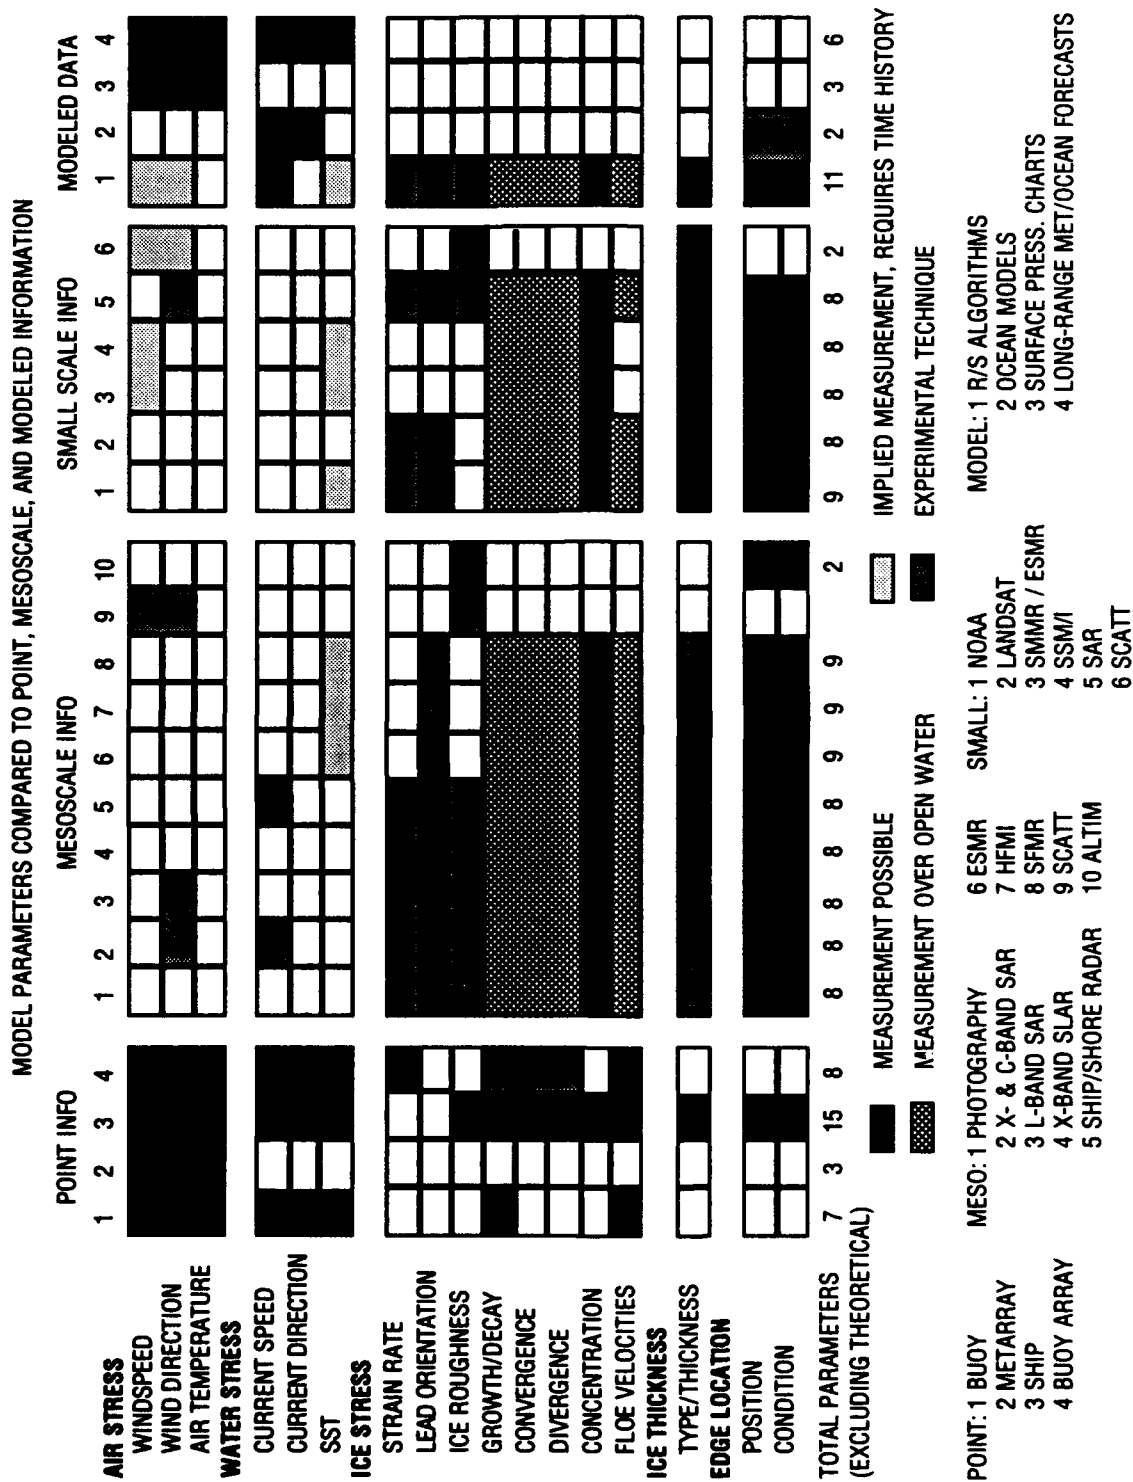 MODEL PARAMETERS COMPARED TO POINT, MESOSCALE, AND MODELED INFORMATION
POINT INFO MESOSCALE INFO SMALL SCALE INFO MODELED DATA
1 2 3 4 1 2 3 4 5 6 7 8 9 10 1 2 3 4 5 6 1 2 3 4
AIR STRESS
WINDSPEED
WIND DIRECTION
AIR TEMPERATURE
WATER STRESS
CURRENT SPEED
CURRENT DIRECTION
SST
ICE STRESS
STRAIN RATE
LEAD ORIENTATION
ICE ROUGHNESS
GROWTH/DECAY
CONVERGENCE
DIVERGENCE
CONCENTRATION
FLOE VELOCITIES
ICE THICKNESS
TYPE/THICKNESS
EDGE LOCATION
POSITION
CONDITION
TOTAL PARAMETERS 7 3 15 8 8 8 8 8 8 9 9 9 2 9 8 8 8 8 2 11 2 3 6
(EXCLUDING THEORETICAL)
MEASUREMENT POSSIBLE
IMPLIED MEASUREMENT, REQUIRES TIME HISTORY
MEASUREMENT OVER OPEN WATER
EXPERIMENTAL TECHNIQUE
POINT: 1 BUOY
2 METARRAY
3 SHIP
4 BUOY ARRAY
MESO: 1 PHOTOGRAPHY
2 X- & C-BAND SAR
3 L-BAND SAR
4 X-BAND SLAR
5 SHIP/SHORE RADAR
6 ESMR
7 HFMI
8 SFMR
9 SCATT
10 ALTIM
SMALL: 1 NOAA
2 LANDSAT
3 SMMR / ESMR
4 SSM/I
5 SAR
6 SCATT
MODEL: 1 R/S ALGORITHMS
2 OCEAN MODELS
3 SURFACE PRESS. CHARTS
4 LONG-RANGE MET/OCEAN FORECASTS